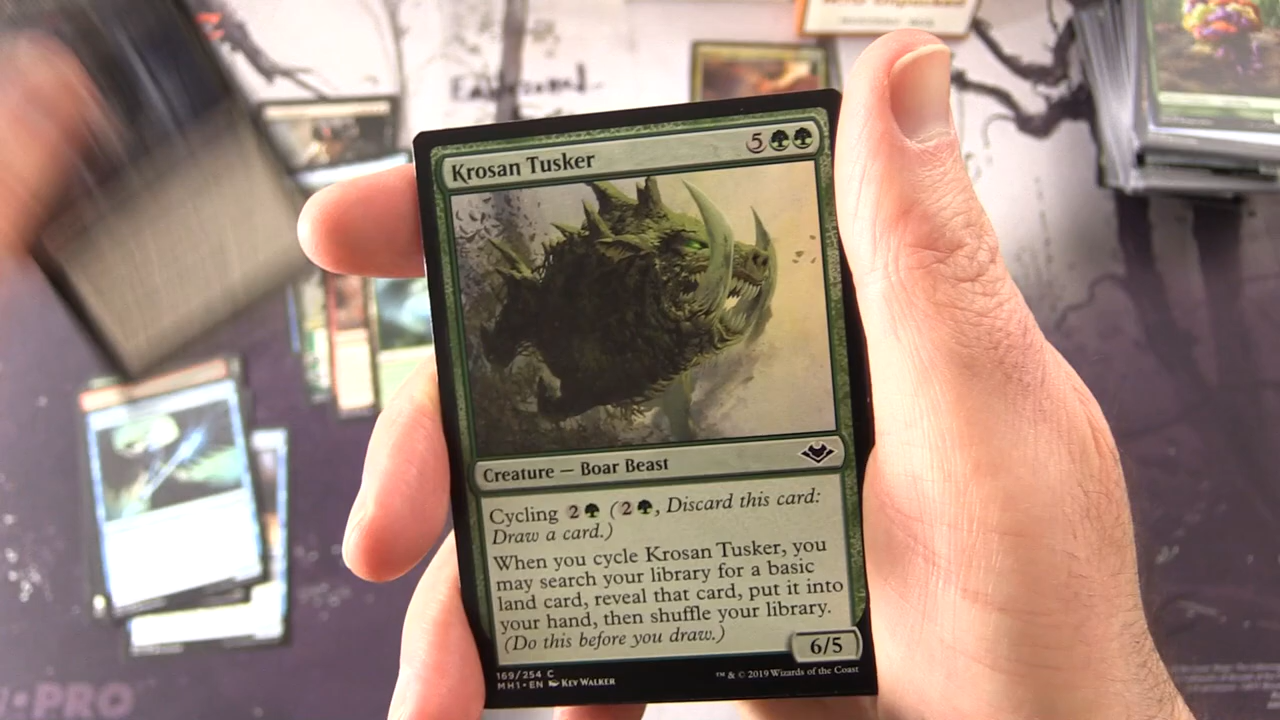 Krosan Tusker
5
Creature — Boar Beast
Cycling 2 (2, Discard this card:
Draw a card.)
When you cycle Krosan Tusker, you
may search your library for a basic
land card, reveal that card, put it into
your hand, then shuffle your library.
(Do this before you draw.)
6/5
169/254 C
MH1 • EN Kev Walker
™ & © 2019 Wizards of the Coast
PRO